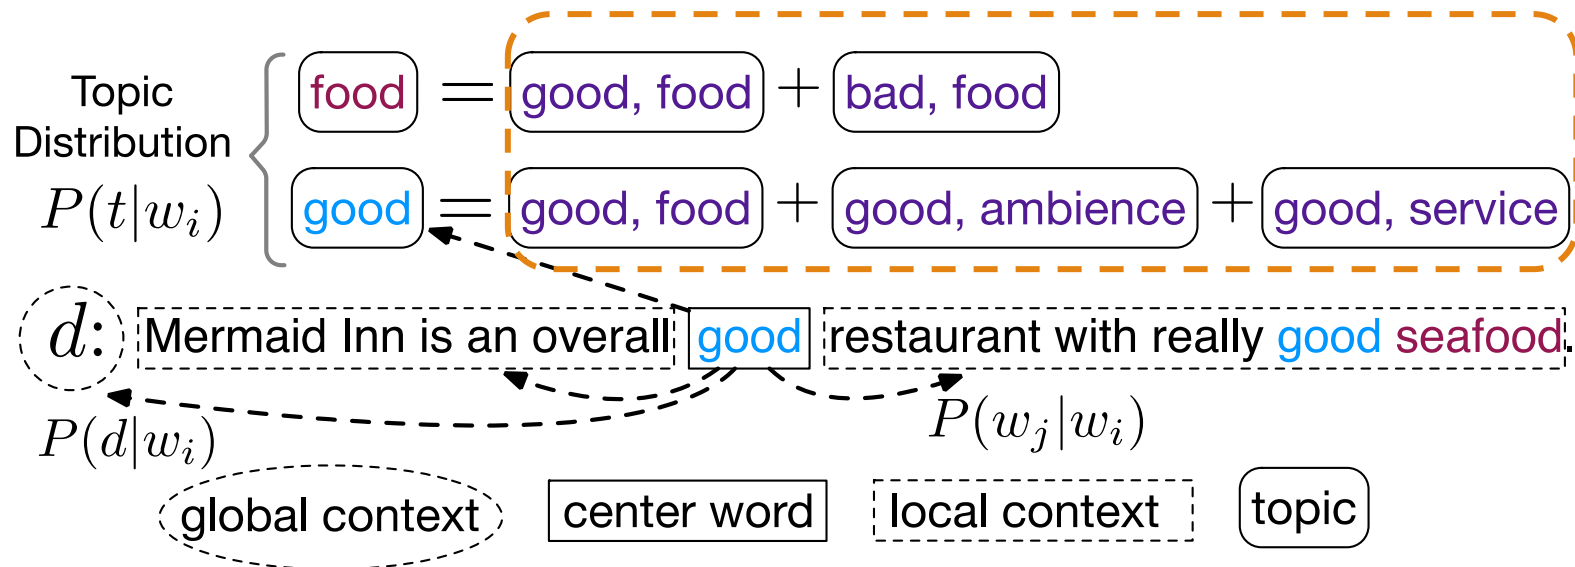 Topic
Distribution
P(t|w_i)
food = good, food + bad, food
good = good, food + good, ambience + good, service
d: Mermaid Inn is an overall good restaurant with really good seafood.
P(d|w_i)
P(w_j|w_i)
global context
center word
local context
topic